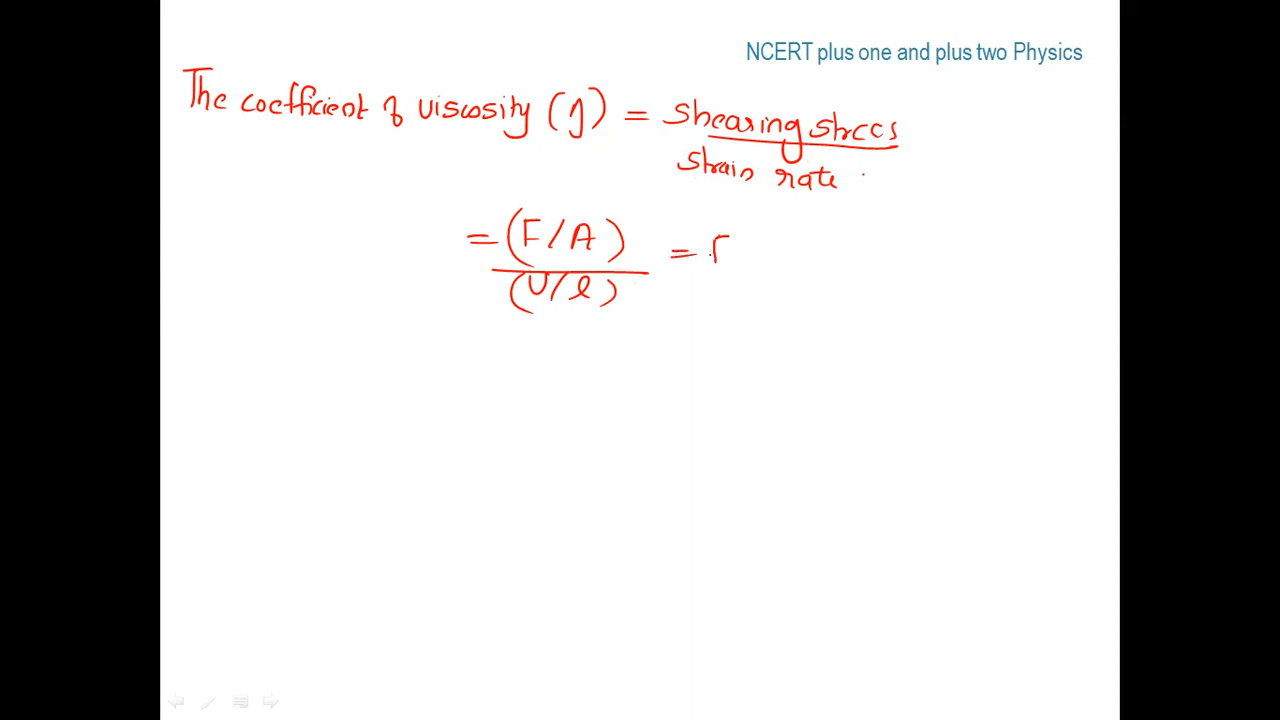 NCERT plus one and plus two Physics
The coefficient of viscosity (η) = shearing stress
strain rate
= (F/A) =
(v/l)